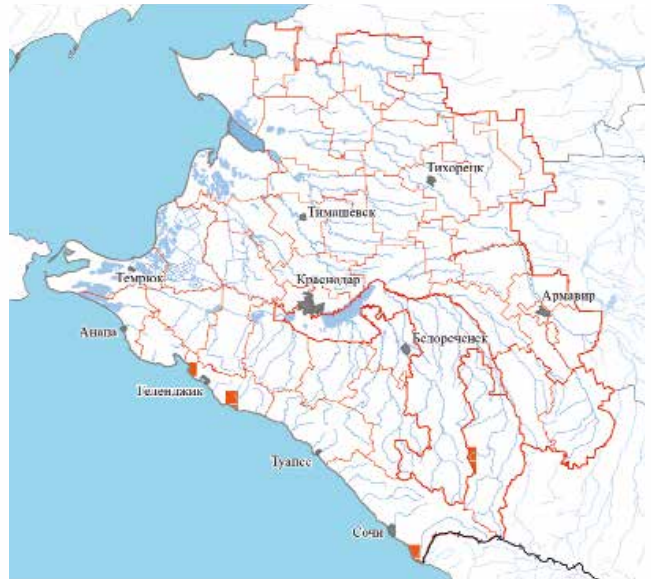 Тихорецк
Тимашевск
Темрюк
Краснодар
Армавир
Анапа
Белореченск
Геленджик
Туапсе
Сочи